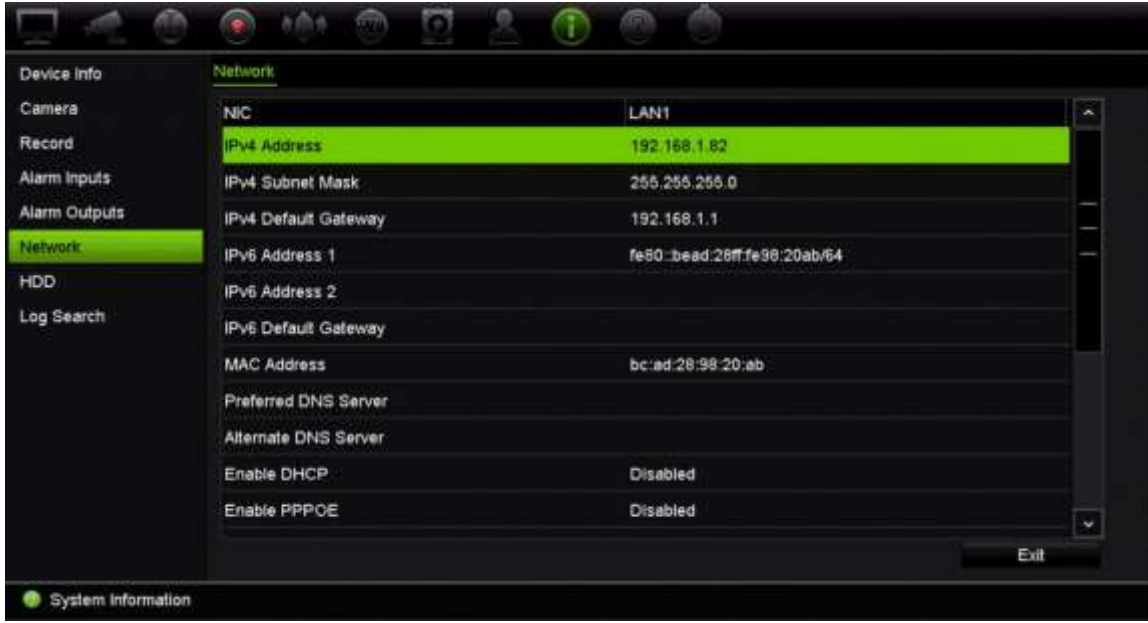 Device Info
Network
Camera
NIC LAN1
Record
IPv4 Address 192.168.1.82
Alarm Inputs
IPv4 Subnet Mask 255.255.255.0
Alarm Outputs
IPv4 Default Gateway 192.168.1.1
Network
IPv6 Address 1 fe80::bead:28ff:fe98:20ab/64
HDD
IPv6 Address 2
Log Search
IPv6 Default Gateway
MAC Address bc:ad:28:98:20:ab
Preferred DNS Server
Alternate DNS Server
Enable DHCP Disabled
Enable PPPOE Disabled
Exit
System Information